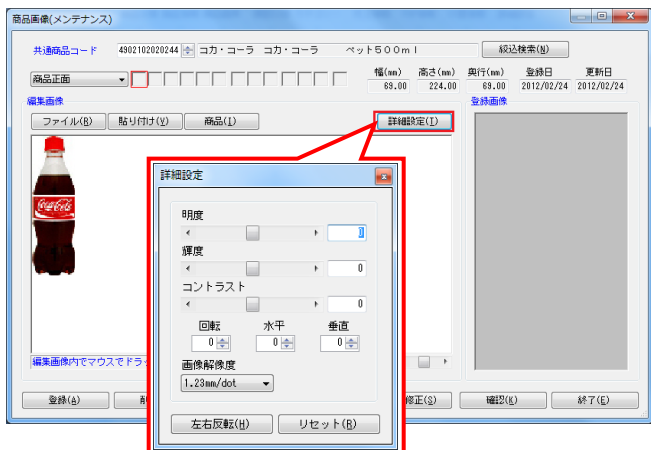 商品画像(メンテナンス)
共通商品コード 4902102020244 コカ・コーラ コカ・コーラ ペット500ml 絞込検索(N)
商品正面 幅(mm) 高さ(mm) 奥行(mm) 登録日 更新日
69.00 224.00 69.00 2012/02/24 2012/02/24
編集画像 登録画像
ファイル(R) 貼り付け(V) 商品(I) 詳細設定(T)
Coca-Cola
詳細設定
明度
0
輝度
0
コントラスト
0
回転 水平 垂直
0 0 0
画像解像度
1.23mm/dot
左右反転(H) リセット(R)
編集画像内でマウスでドラッ
登録(A) 修正(S) 確認(K) 終了(E)